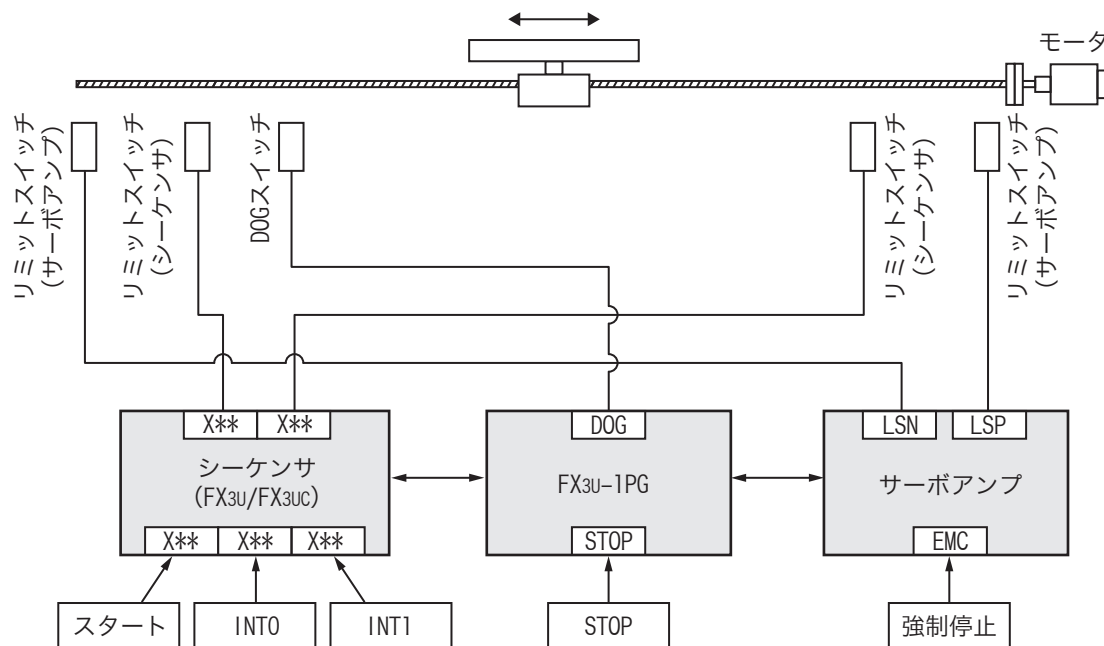 モータ
リミットスイッチ
(サーボアンプ)
リミットスイッチ
(シーケンサ)
DOGスイッチ
リミットスイッチ
(シーケンサ)
リミットスイッチ
(サーボアンプ)
X** X**
シーケンサ
(FX3U/FX3UC)
X** X** X**
DOG
FX3U-1PG
STOP
LSN LSP
サーボアンプ
EMC
スタート
INT0
INT1
STOP
強制停止